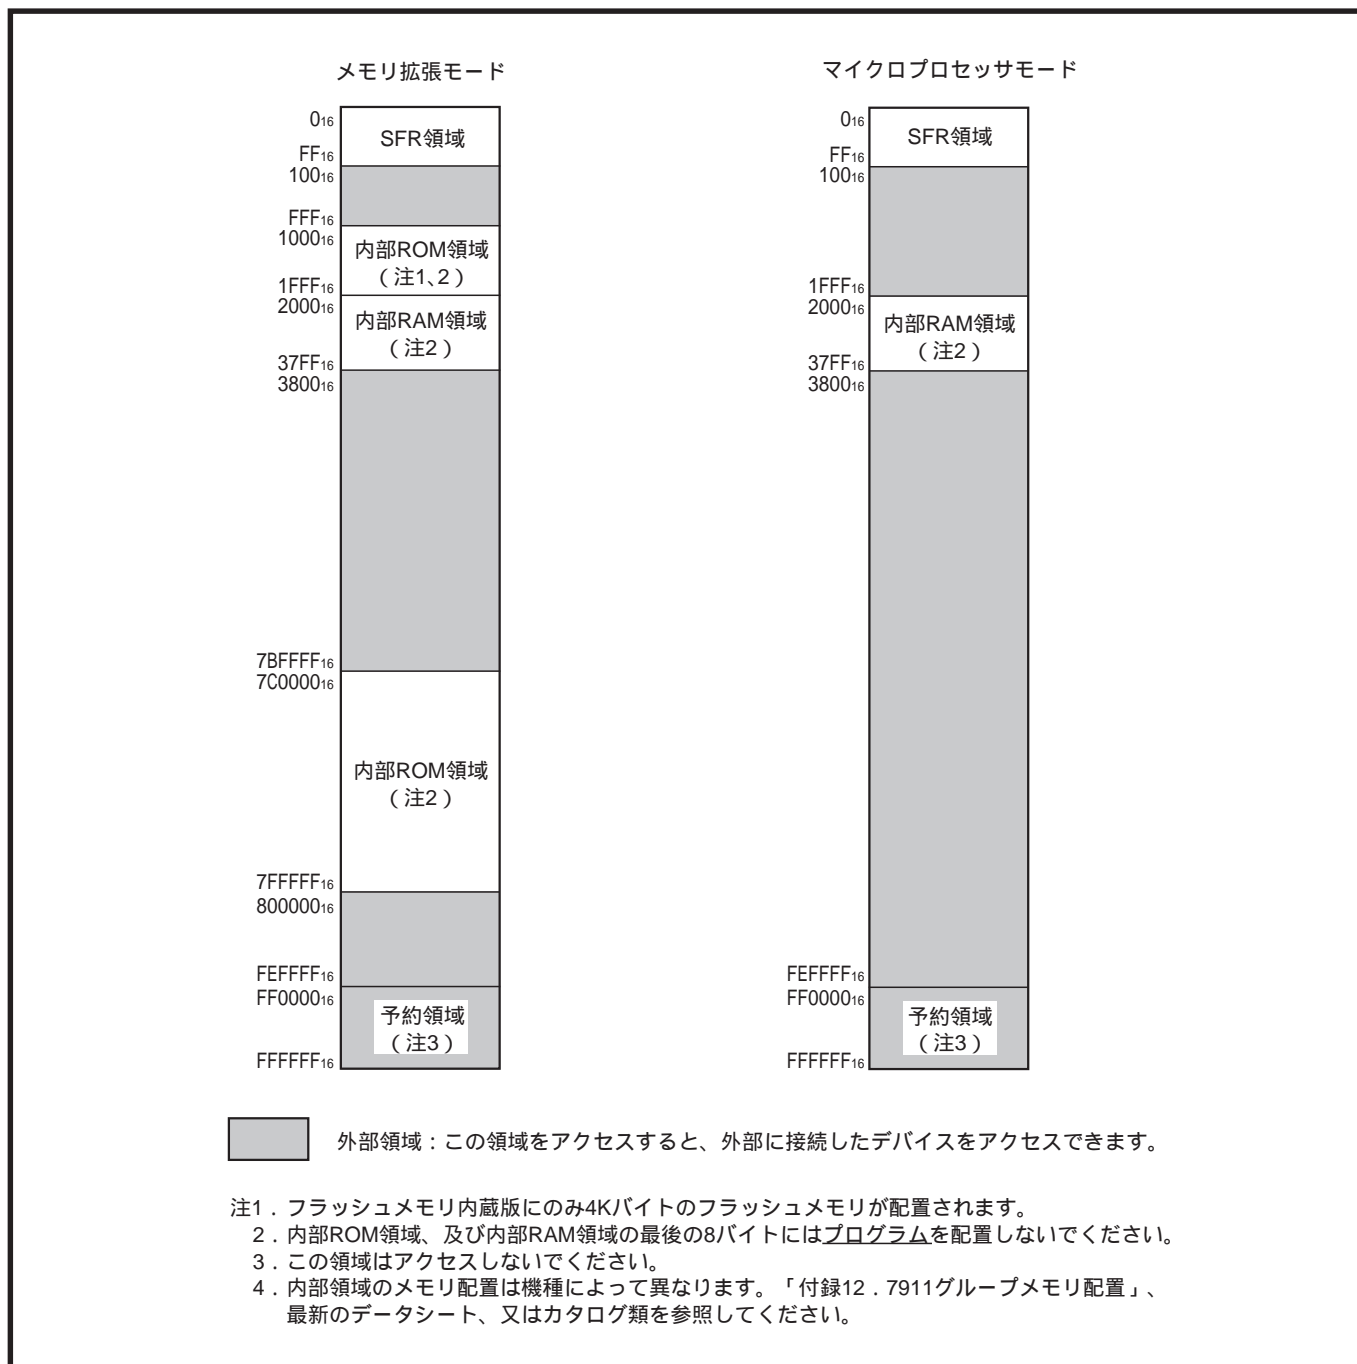 メモリ拡張モード
016
SFR領域
FF16
10016
FFF16
100016
内部ROM領域
（注1、2）
1FFF16
200016
内部RAM領域
（注2）
37FF16
380016
7BFFFF16
7C000016
内部ROM領域
（注2）
7FFFFF16
80000016
FEFFFF16
FF000016
予約領域
（注3）
FFFFFF16
マイクロプロセッサモード
016
SFR領域
FF16
10016
1FFF16
200016
内部RAM領域
（注2）
37FF16
380016
FEFFFF16
FF000016
予約領域
（注3）
FFFFFF16
外部領域：この領域をアクセスすると、外部に接続したデバイスをアクセスできます。
注1．フラッシュメモリ内蔵版にのみ4Kバイトのフラッシュメモリが配置されます。
2．内部ROM領域、及び内部RAM領域の最後の8バイトにはプログラムを配置しないでください。
3．この領域はアクセスしないでください。
4．内部領域のメモリ配置は機種によって異なります。「付録12．7911グループメモリ配置」、
最新のデータシート、又はカタログ類を参照してください。